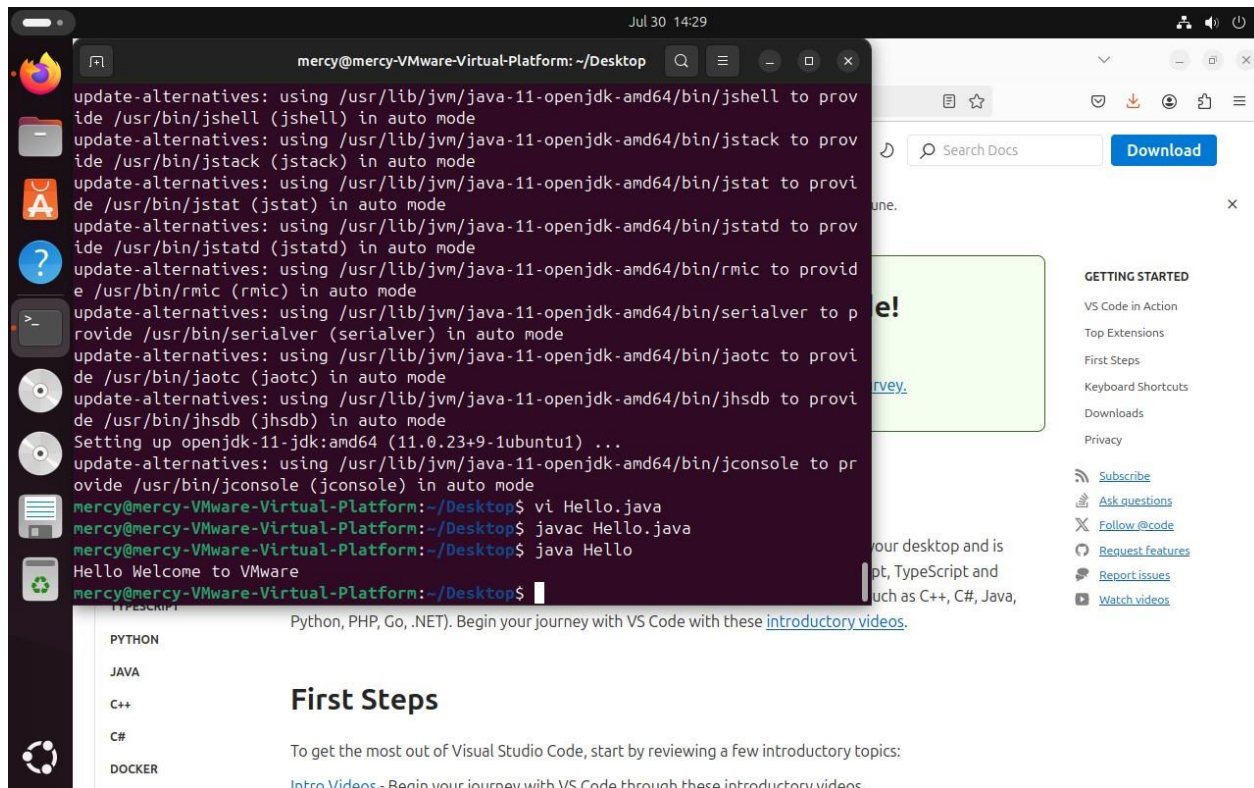 Jul 30 14:29
mercy@mercy-VMware-Virtual-Platform: ~/Desktop
update-alternatives: using /usr/lib/jvm/java-11-openjdk-amd64/bin/jshell to prov
ide /usr/bin/jshell (jshell) in auto mode
update-alternatives: using /usr/lib/jvm/java-11-openjdk-amd64/bin/jstack to prov
ide /usr/bin/jstack (jstack) in auto mode
update-alternatives: using /usr/lib/jvm/java-11-openjdk-amd64/bin/jstat to provi
de /usr/bin/jstat (jstat) in auto mode
update-alternatives: using /usr/lib/jvm/java-11-openjdk-amd64/bin/jstatd to prov
ide /usr/bin/jstatd (jstatd) in auto mode
update-alternatives: using /usr/lib/jvm/java-11-openjdk-amd64/bin/rmic to provid
e /usr/bin/rmic (rmic) in auto mode
update-alternatives: using /usr/lib/jvm/java-11-openjdk-amd64/bin/serialver to p
rovide /usr/bin/serialver (serialver) in auto mode
update-alternatives: using /usr/lib/jvm/java-11-openjdk-amd64/bin/jaotc to provi
de /usr/bin/jaotc (jaotc) in auto mode
update-alternatives: using /usr/lib/jvm/java-11-openjdk-amd64/bin/jhsdb to provi
de /usr/bin/jhsdb (jhsdb) in auto mode
Setting up openjdk-11-jdk:amd64 (11.0.23+9-1ubuntu1) ...
update-alternatives: using /usr/lib/jvm/java-11-openjdk-amd64/bin/jconsole to pr
ovide /usr/bin/jconsole (jconsole) in auto mode
mercy@mercy-VMware-Virtual-Platform:~/Desktop$ vi Hello.java
mercy@mercy-VMware-Virtual-Platform:~/Desktop$ javac Hello.java
mercy@mercy-VMware-Virtual-Platform:~/Desktop$ java Hello
Hello Welcome to VMware
mercy@mercy-VMware-Virtual-Platform:~/Desktop$
Search Docs
Download
une.
e!
rvey.
your desktop and is
pt, TypeScript and
uch as C++, C#, Java,
Python, PHP, Go, .NET). Begin your journey with VS Code with these introductory videos.
First Steps
To get the most out of Visual Studio Code, start by reviewing a few introductory topics:
Intro Videos - Begin your journey with VS Code through these introductory videos.
TYPESCRIPT
PYTHON
JAVA
C++
C#
DOCKER
GETTING STARTED
VS Code in Action
Top Extensions
First Steps
Keyboard Shortcuts
Downloads
Privacy
Subscribe
Ask questions
Follow @code
Request features
Report issues
Watch videos